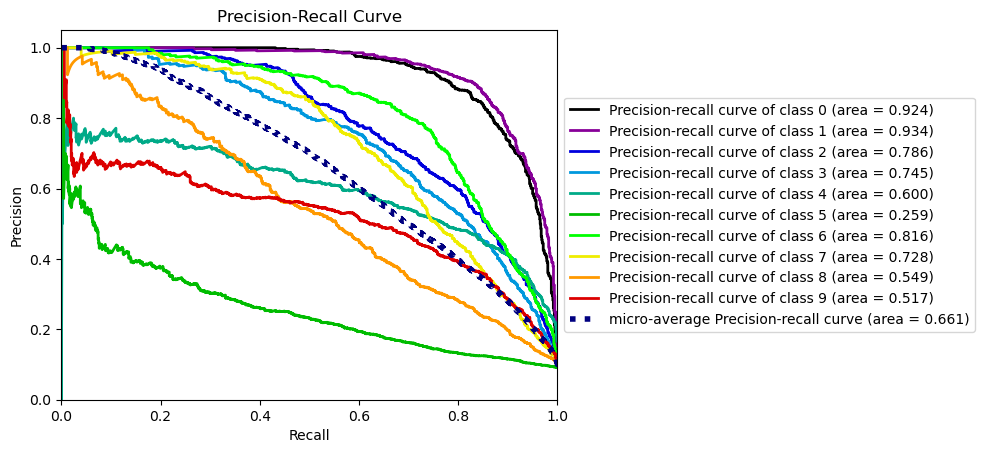 Precision-Recall Curve
1.0
0.8
0.6
0.4
0.2
0.0
Precision
0.0 0.2 0.4 0.6 0.8 1.0
Recall
Precision-recall curve of class 0 (area = 0.924)
Precision-recall curve of class 1 (area = 0.934)
Precision-recall curve of class 2 (area = 0.786)
Precision-recall curve of class 3 (area = 0.745)
Precision-recall curve of class 4 (area = 0.600)
Precision-recall curve of class 5 (area = 0.259)
Precision-recall curve of class 6 (area = 0.816)
Precision-recall curve of class 7 (area = 0.728)
Precision-recall curve of class 8 (area = 0.549)
Precision-recall curve of class 9 (area = 0.517)
micro-average Precision-recall curve (area = 0.661)